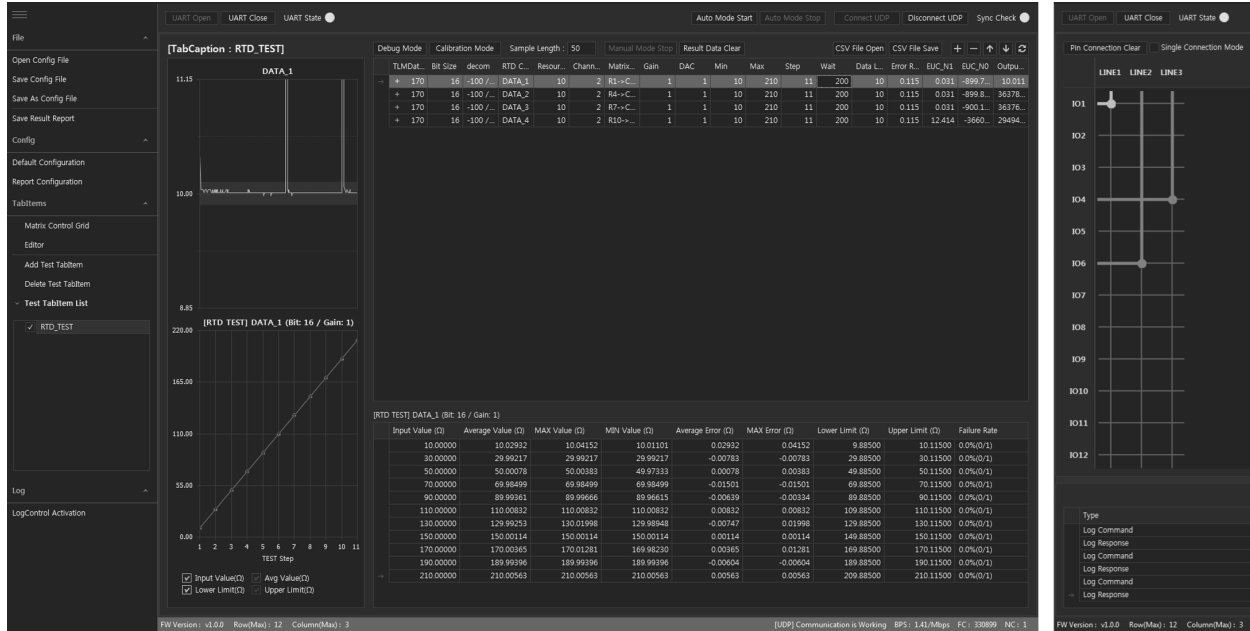 UART Open UART Close UART State Auto Mode Start Auto Mode Stop Connect UDP Disconnect UDP Sync Check
File
Open Config File
Save Config File
Save As Config File
Save Result Report
Config
Default Configuration
Report Configuration
TabItems
Matrix Control Grid
Editor
Add Test TabItem
Delete Test TabItem
Test TabItem List
RTD_TEST
Log
LogControl Activation
[TabCaption : RTD_TEST]
DATA_1
11.15
10.00
8.85
[RTD TEST] DATA_1 (Bit: 16 / Gain: 1)
220.00
165.00
110.00
55.00
0.00
1 2 3 4 5 6 7 8 9 10 11
TEST Step
Input Value(Ω) Avg Value(Ω)
Lower Limit(Ω) Upper Limit(Ω)
Debug Mode Calibration Mode Sample Length : 50 Manual Mode Stop Result Data Clear CSV File Open CSV File Save
TLMDat... Bit Size decom RTD C... Resour... Chann... Matrix... Gain DAC Min Max Step Wait Data L... Error R... EUC_N1 EUC_N0 Outpu...
+ 170 16 -100 /... DATA_1 10 2 R1->C... 1 1 10 210 11 200 10 0.115 0.031 -899.7... 10.011
+ 170 16 -100 /... DATA_2 10 2 R4->C... 1 1 10 210 11 200 10 0.115 0.031 -899.8... 36378...
+ 170 16 -100 /... DATA_3 10 2 R7->C... 1 1 10 210 11 200 10 0.115 0.031 -900.1... 36376...
+ 170 16 -100 /... DATA_4 10 2 R10->... 1 1 10 210 11 200 10 0.115 12.414 -3660... 29494...
[RTD TEST] DATA_1 (Bit: 16 / Gain: 1)
Input Value (Ω) Average Value (Ω) MAX Value (Ω) MIN Value (Ω) Average Error (Ω) MAX Error (Ω) Lower Limit (Ω) Upper Limit (Ω) Failure Rate
10.00000 10.02932 10.04152 10.01101 0.02932 0.04152 9.88500 10.11500 0.0%(0/1)
30.00000 29.99217 29.99217 29.99217 -0.00783 -0.00783 29.88500 30.11500 0.0%(0/1)
50.00000 50.00078 50.00383 49.97333 0.00078 0.00383 49.88500 50.11500 0.0%(0/1)
70.00000 69.98499 69.98499 69.98499 -0.01501 -0.01501 69.88500 70.11500 0.0%(0/1)
90.00000 89.99361 89.99666 89.96615 -0.00639 -0.00334 89.88500 90.11500 0.0%(0/1)
110.00000 110.00832 110.00832 110.00832 0.00832 0.00832 109.88500 110.11500 0.0%(0/1)
130.00000 129.99253 130.01998 129.98948 -0.00747 0.01998 129.88500 130.11500 0.0%(0/1)
150.00000 150.00114 150.00114 150.00114 0.00114 0.00114 149.88500 150.11500 0.0%(0/1)
170.00000 170.00365 170.01281 169.98230 0.00365 0.01281 169.88500 170.11500 0.0%(0/1)
190.00000 189.99396 189.99396 189.99396 -0.00604 -0.00604 189.88500 190.11500 0.0%(0/1)
210.00000 210.00563 210.00563 210.00563 0.00563 0.00563 209.88500 210.11500 0.0%(0/1)
FW Version : v1.0.0 Row(Max) : 12 Column(Max) : 3 [UDP] Communication is Working BPS : 1.41/Mbps FC : 330899 NC : 1
UART Open UART Close UART State
Pin Connection Clear Single Connection Mode
LINE1 LINE2 LINE3
IO1
IO2
IO3
IO4
IO5
IO6
IO7
IO8
IO9
IO10
IO11
IO12
Type
Log Command
Log Response
Log Command
Log Response
Log Command
Log Response
FW Version : v1.0.0 Row(Max) : 12 Column(Max) : 3